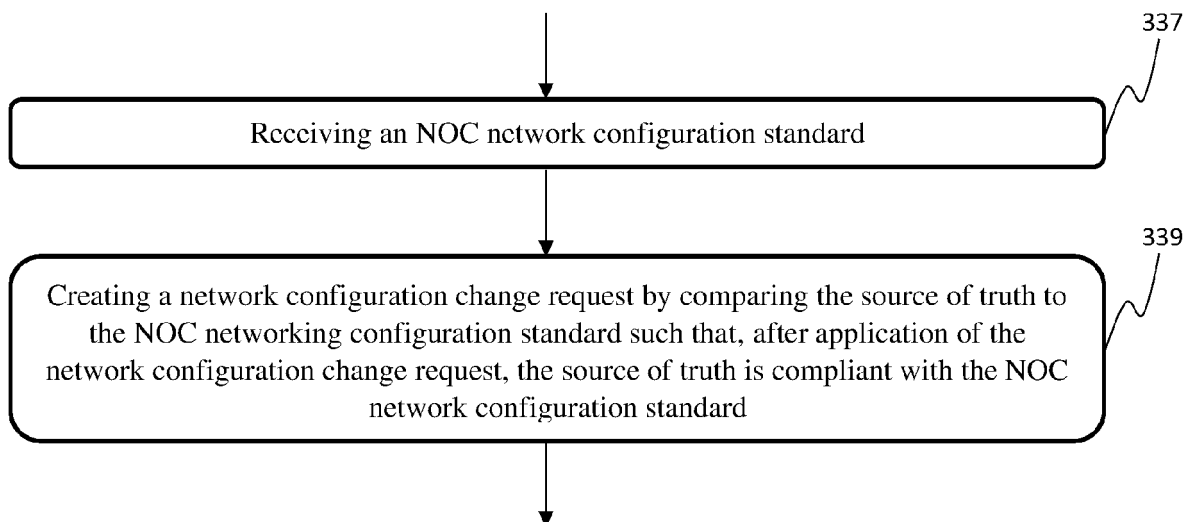 337
Receiving an NOC network configuration standard
339
Creating a network configuration change request by comparing the source of truth to
the NOC networking configuration standard such that, after application of the
network configuration change request, the source of truth is compliant with the NOC
network configuration standard